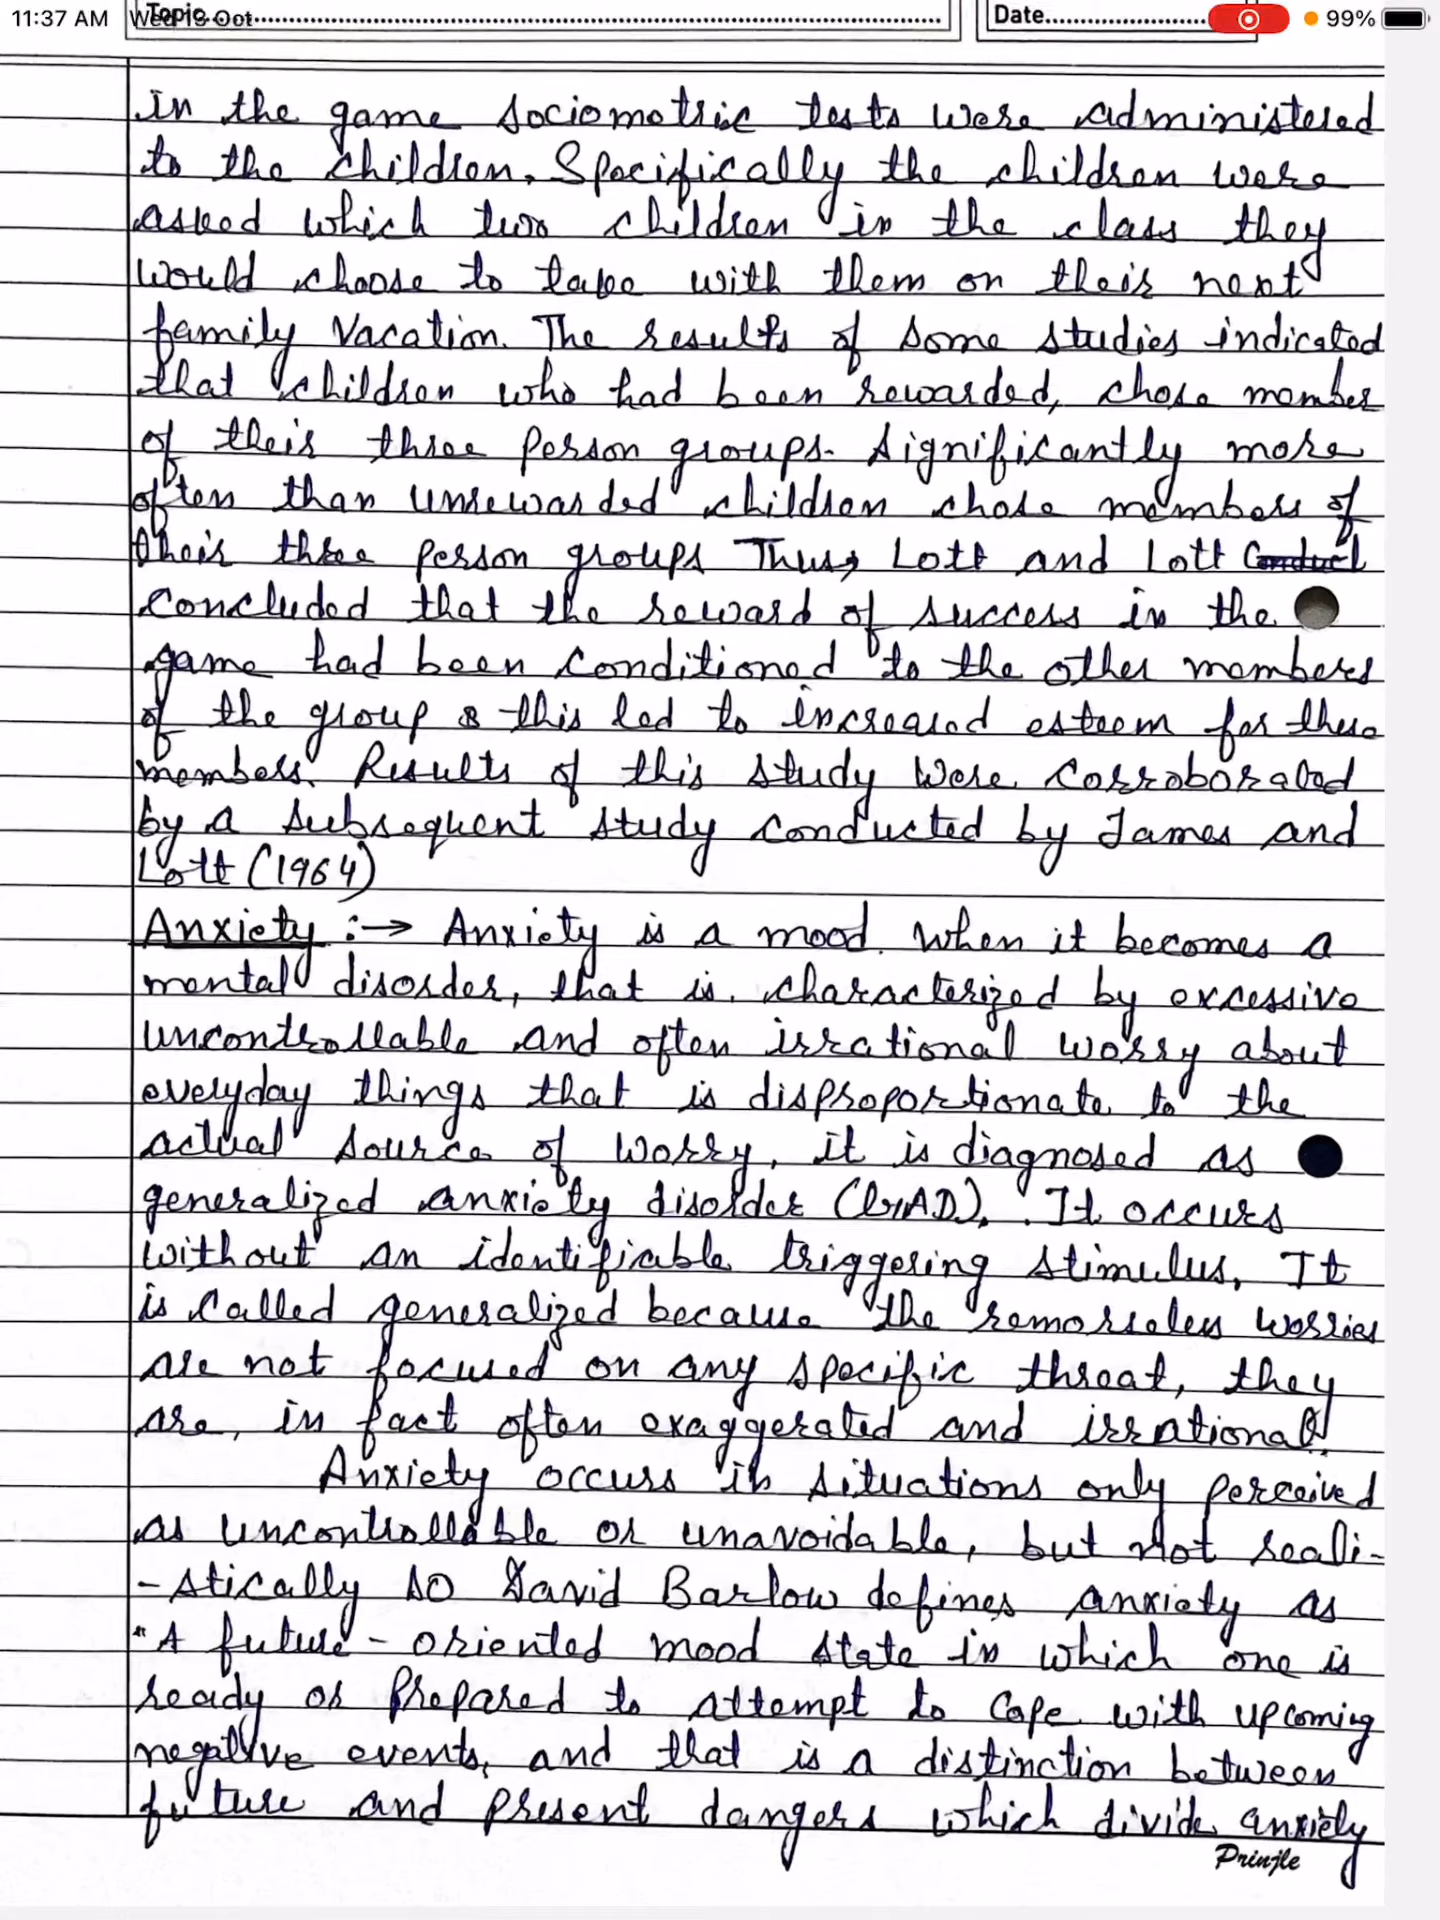 11:37 AM Wed 18 Oct
Topic
Date
99%
in the game sociometric tests were administered
to the children. Specifically the children were
asked which two children in the class they
would choose to take with them on their next
family vacation. The results of some studies indicated
that children who had been rewarded, chose member
of their three person groups. Significantly more
often than unrewarded children chose members of
their three person groups Thus, Lott and Lott
concluded that the reward of success in the
game had been conditioned to the other members
of the group & this led to increased esteem for these
members. Results of this study were corroborated
by a subsequent study conducted by James and
Lott (1964)
Anxiety :→ Anxiety is a mood. When it becomes a
mental disorder, that is, characterized by excessive
uncontrollable and often irrational worry about
everyday things that is disproportionate to the
actual source of worry, it is diagnosed as
generalized anxiety disorder (GAD). It occurs
without an identifiable triggering stimulus, It
is called generalized because the remorseless worries
are not focused on any specific threat, they
are, in fact often exaggerated and irrational.
Anxiety occurs in situations only perceived
as uncontrollable or unavoidable, but not reali-
-stically so David Barlow defines anxiety as
"A future-oriented mood state in which one is
ready or prepared to attempt to cope with upcoming
negative events, and that is a distinction between
future and present dangers which divide anxiety
Prinjle